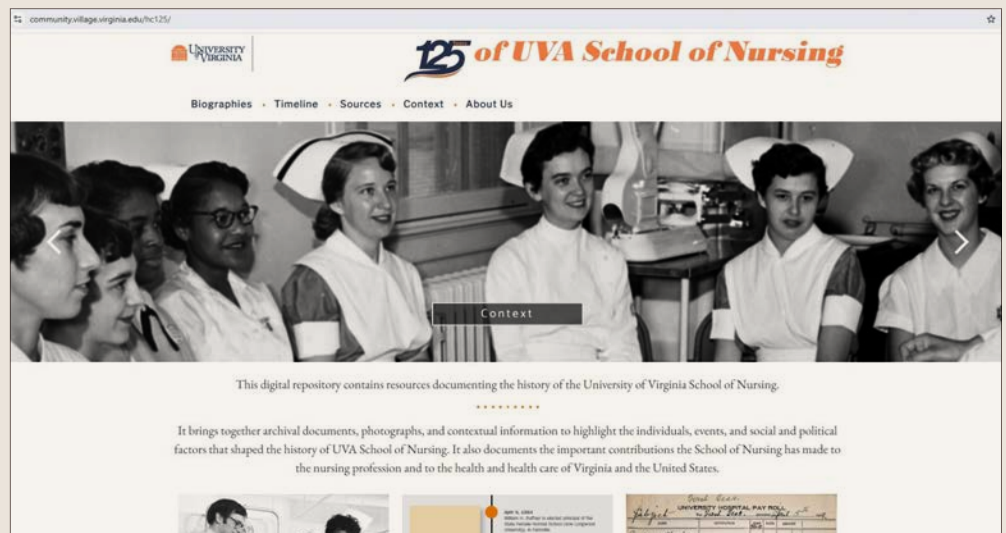 community.village.virginia.edu/hc125/
UNIVERSITY
of VIRGINIA
125 YEARS of UVA School of Nursing
Biographies • Timeline • Sources • Context • About Us
Context
This digital repository contains resources documenting the history of the University of Virginia School of Nursing.
It brings together archival documents, photographs, and contextual information to highlight the individuals, events, and social and political
factors that shaped the history of UVA School of Nursing. It also documents the important contributions the School of Nursing has made to
the nursing profession and to the health and health care of Virginia and the United States.
UNIVERSITY HOSPITAL PAY ROLL